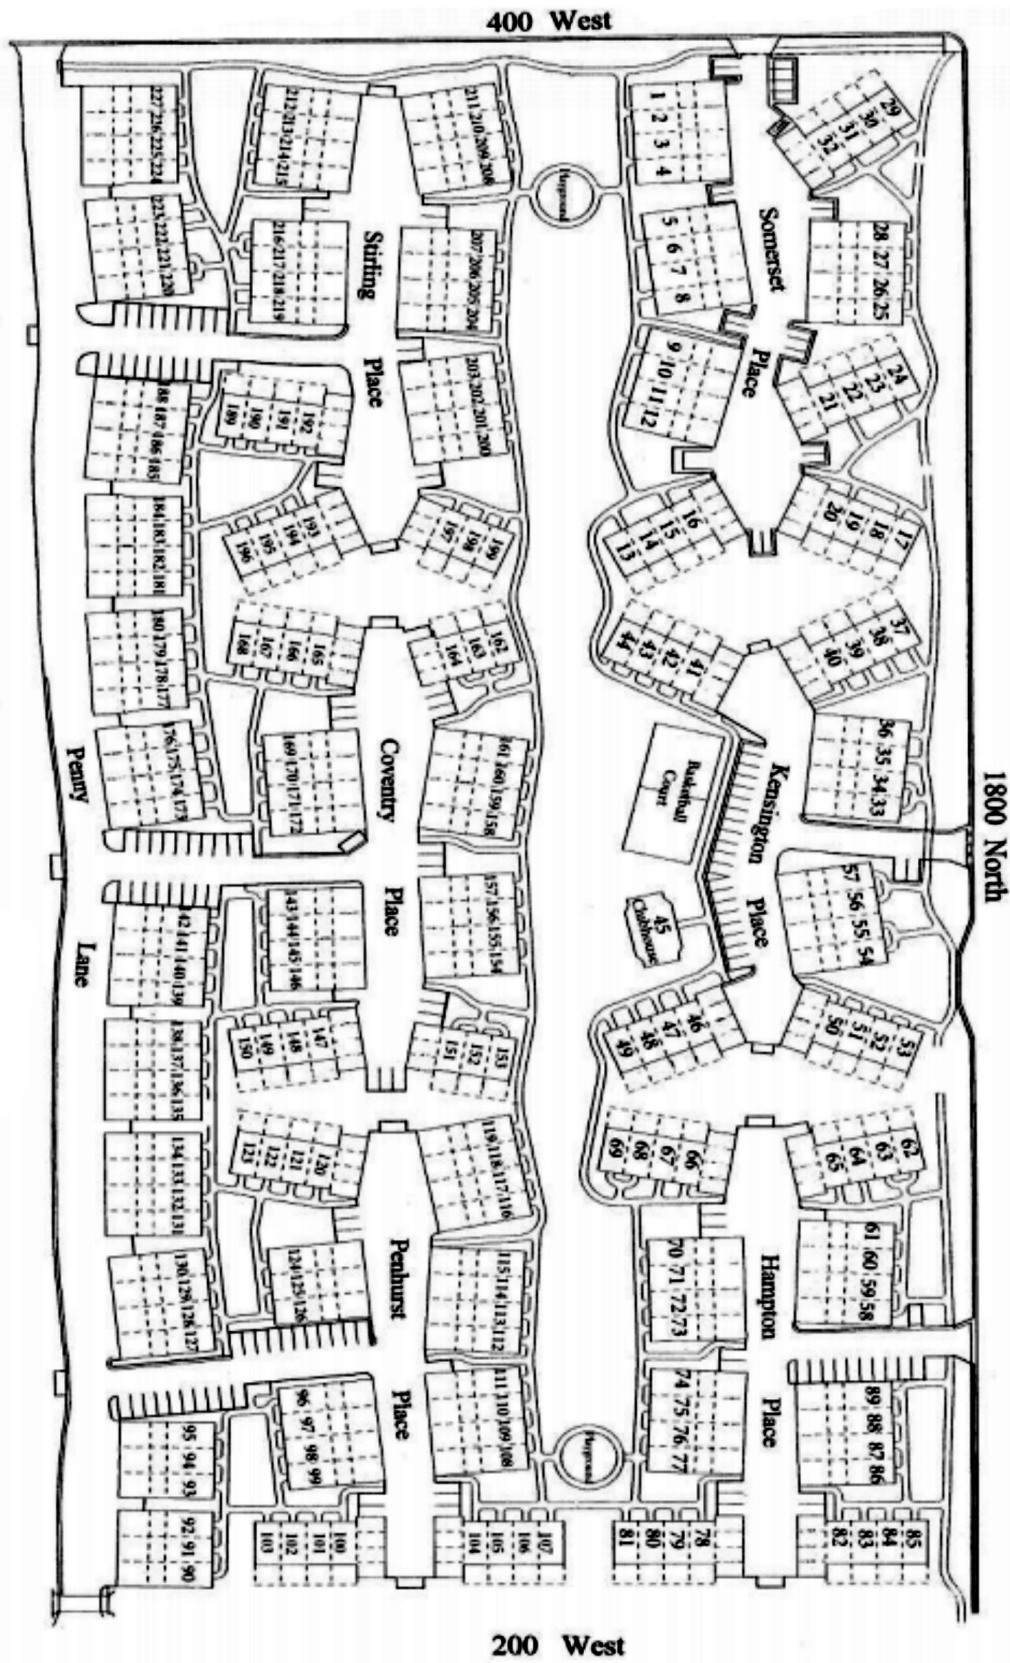 400 West
227 226 225 224
212 213 214 215
211 210 209 208
1 2 3 4
29 30 31 32
Playground
223 222 221 220
216 217 218 219
Stirling Place
207 206 205 204
5 6 7 8
Somerset Place
28 27 26 25
188 187 186 185
189 190 191 192
203 202 201 200
9 10 11 12
21 22 23 24
184 183 182 181
196 195 194 193
197 198 199
13 14 15 16
20 19 18 17
180 179 178 177
168 167 166 165
164 163 162
44 43 42 41
40 39 38 37
176 175 174 173
169 170 171 172
Coventry Place
161 160 159 158
Basketball
Court
Kensington Place
36 35 34 33
1800 North
Penny Lane
142 141 140 139
143 144 145 146
157 156 155 154
45
Clubhouse
57 56 55 54
138 137 136 135
150 149 148 147
151 152 153
49 48 47 46
50 51 52 53
134 133 132 131
123 122 121 120
119 118 117 116
69 68 67 66
65 64 63 62
130 129 128 127
124 125 126
Penhurst Place
115 114 113 112
70 71 72 73
Hampton Place
61 60 59 58
95 94 93
96 97 98 99
111 110 109 108
Playground
74 75 76 77
89 88 87 86
92 91 90
103 102 101 100
104 105 106 107
81 80 79 78
82 83 84 85
200 West